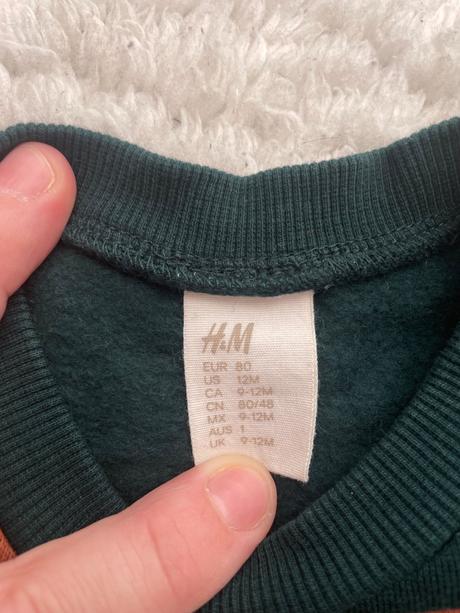 H&M
EUR 80
US 12M
CA 9-12M
CN 80/48
MX 9-12M
AUS 1
UK 9-12M